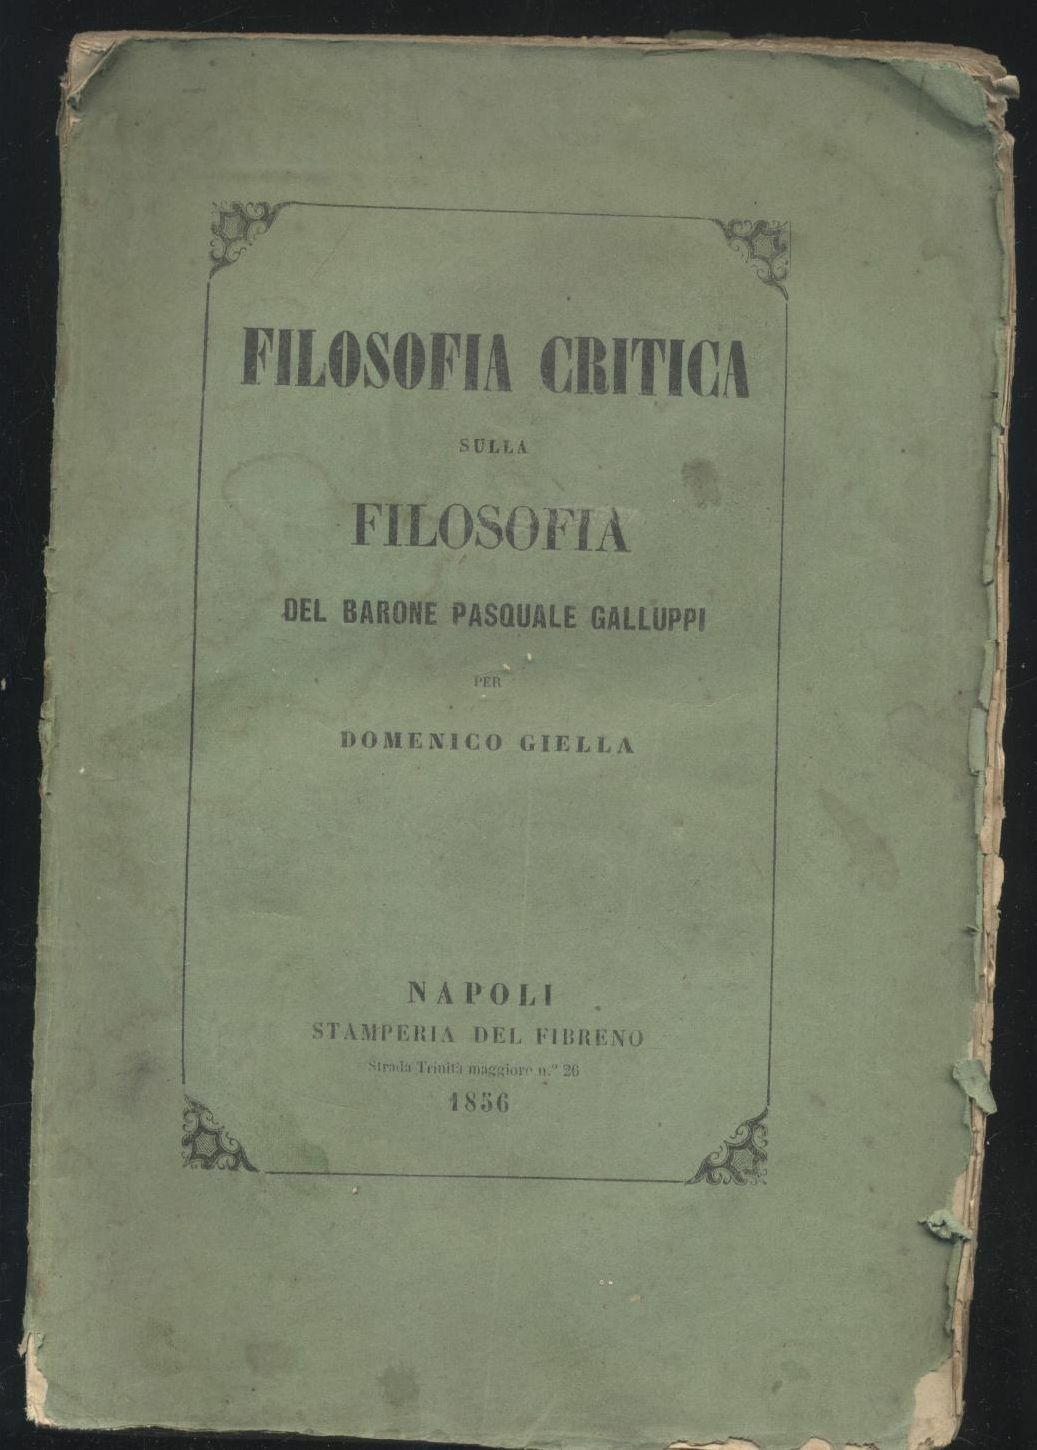 FILOSOFIA CRITICA
SULLA
FILOSOFIA
DEL BARONE PASQUALE GALLUPPI
PER
DOMENICO GIELLA
NAPOLI
STAMPERIA DEL FIBRENO
Strada Trinità maggiore n.° 26
1856